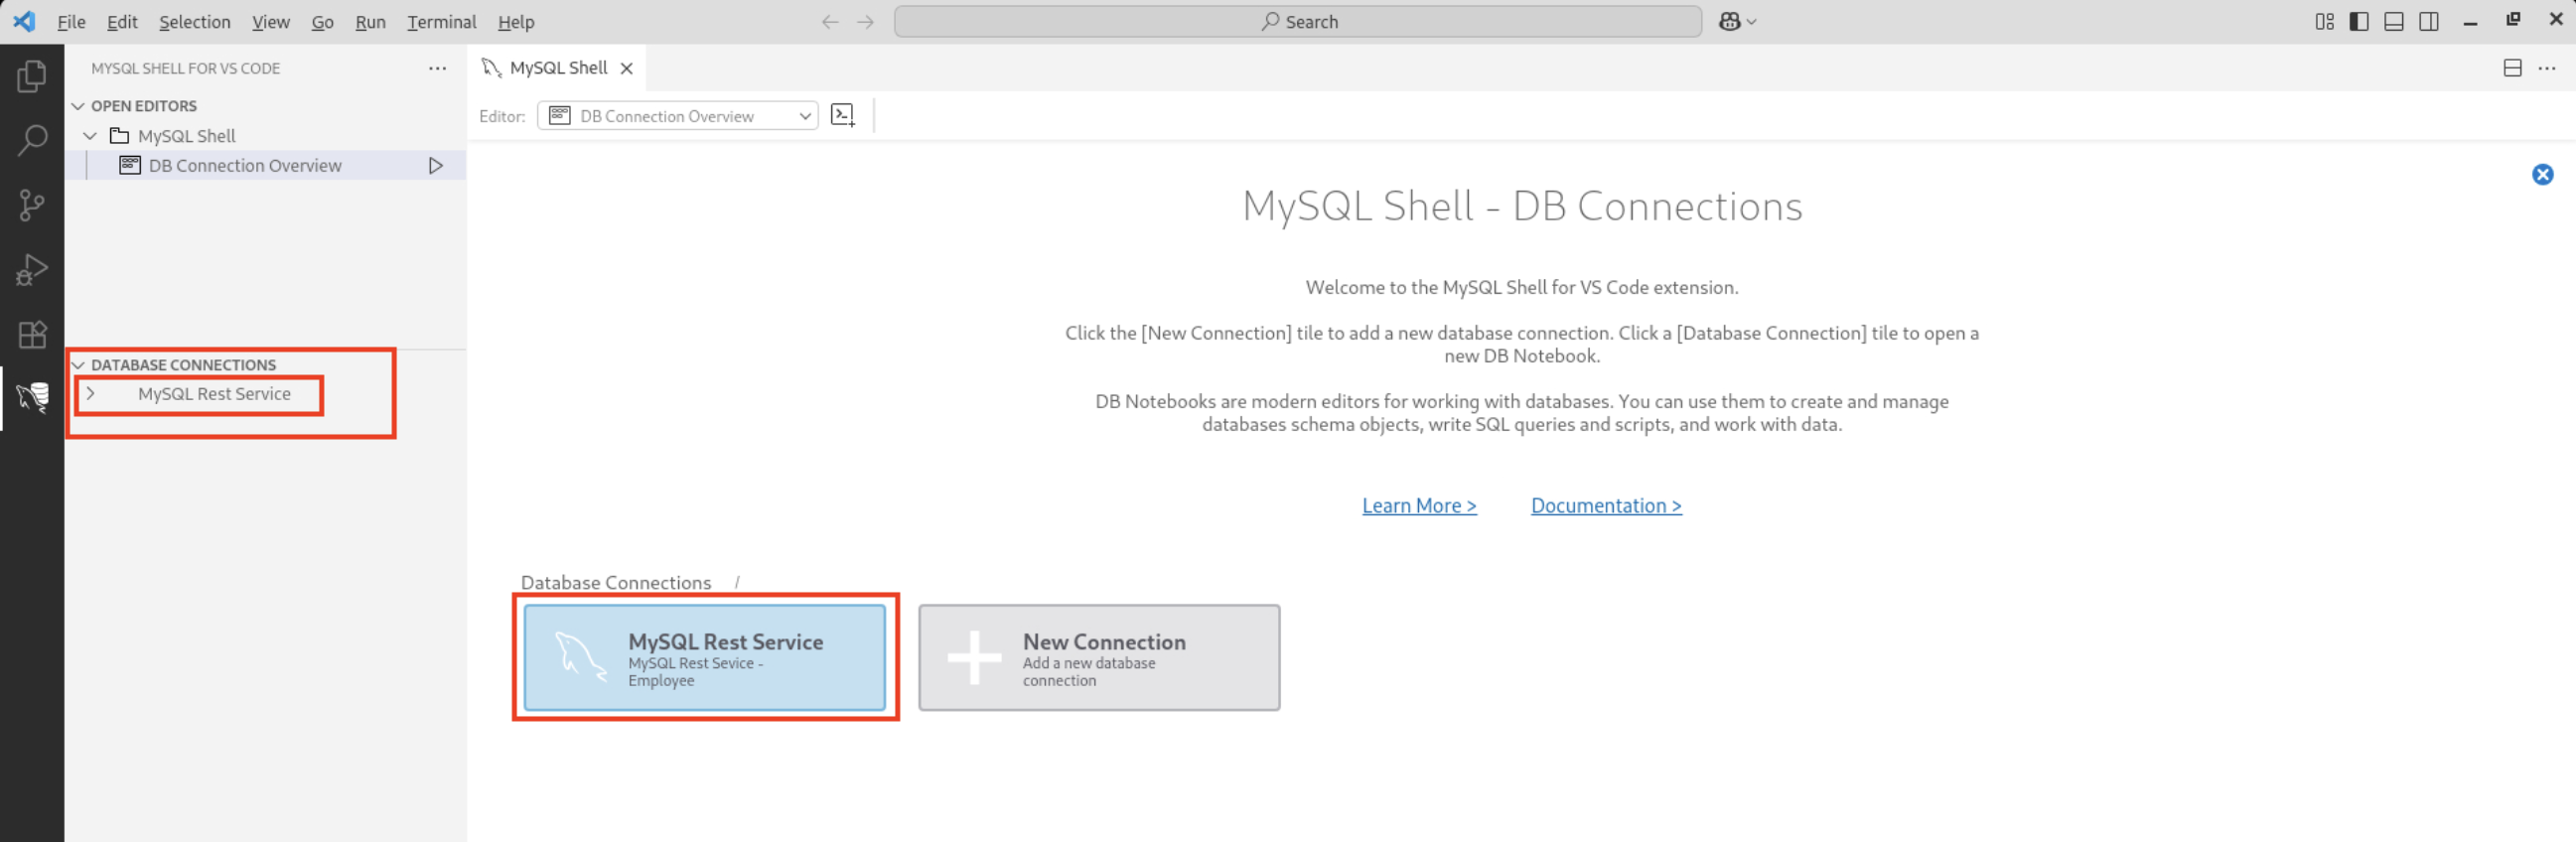 File Edit Selection View Go Run Terminal Help Search
MYSQL SHELL FOR VS CODE
OPEN EDITORS
MySQL Shell
DB Connection Overview
DATABASE CONNECTIONS
MySQL Rest Service
MySQL Shell
Editor: DB Connection Overview
MySQL Shell - DB Connections
Welcome to the MySQL Shell for VS Code extension.
Click the [New Connection] tile to add a new database connection. Click a [Database Connection] tile to open a
new DB Notebook.
DB Notebooks are modern editors for working with databases. You can use them to create and manage
databases schema objects, write SQL queries and scripts, and work with data.
Learn More > Documentation >
Database Connections /
MySQL Rest Service
MySQL Rest Sevice -
Employee
New Connection
Add a new database
connection